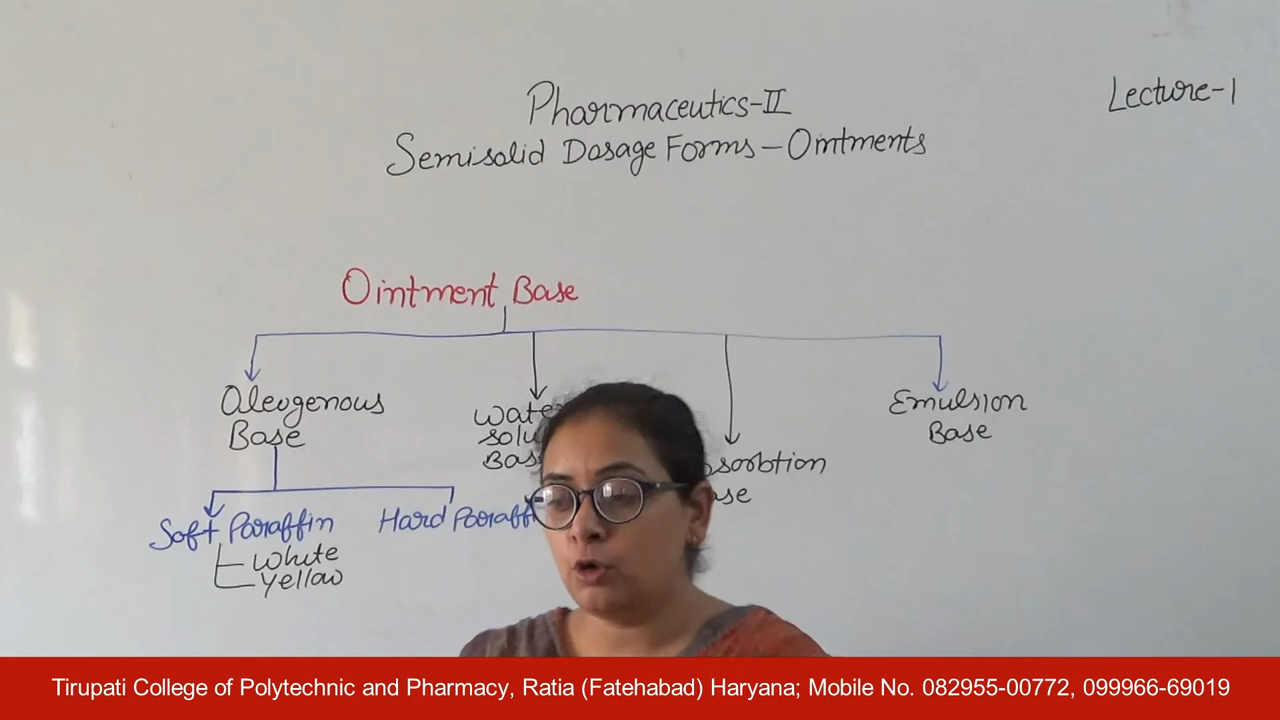 Pharmaceutics-II
Lecture-1
Semisolid Dosage Forms - Ointments
Ointment Base
Oleogenous
Base
Soft Paraffin
White
Yellow
Hard
Emulsion
Base
Tirupati College of Polytechnic and Pharmacy, Ratia (Fatehabad) Haryana; Mobile No. 082955-00772, 099966-69019